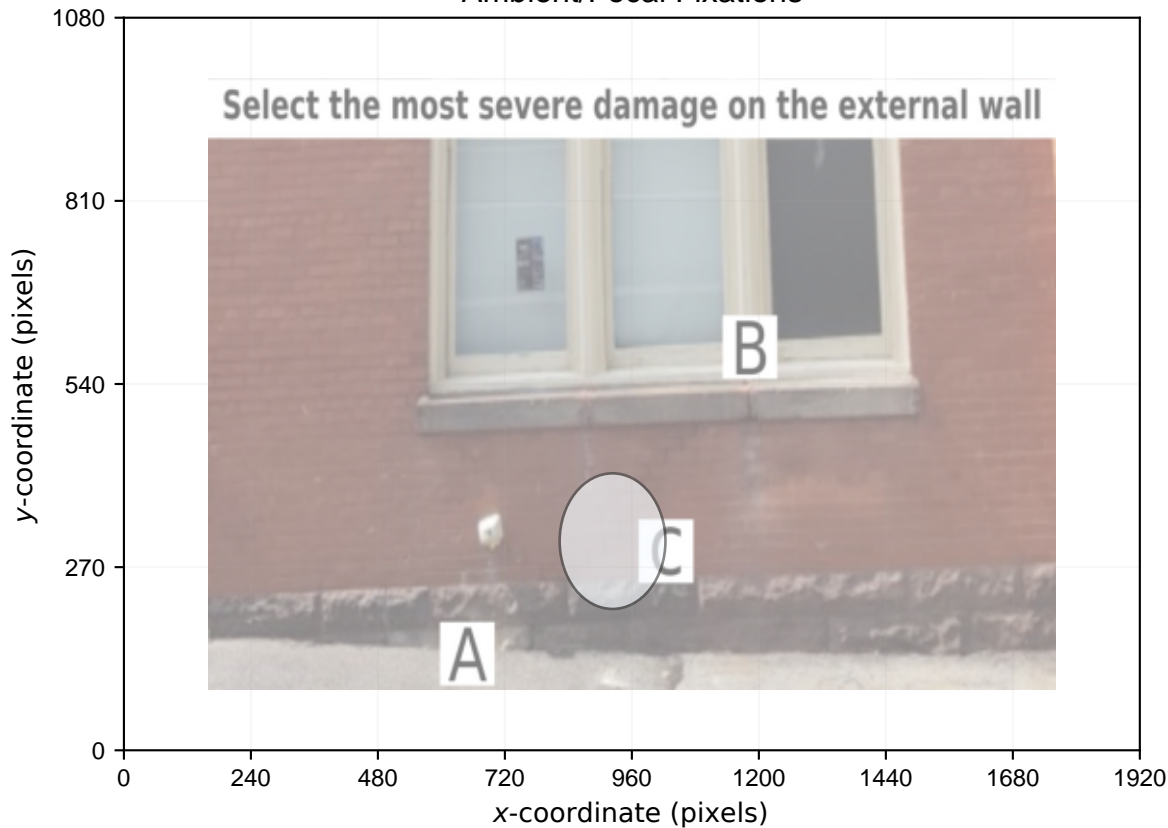 Ambient/Focal Fixations
1080
Select the most severe damage on the external wall
810
B
540
C
270
A
0
0 240 480 720 960 1200 1440 1680 1920
x-coordinate (pixels)
y-coordinate (pixels)